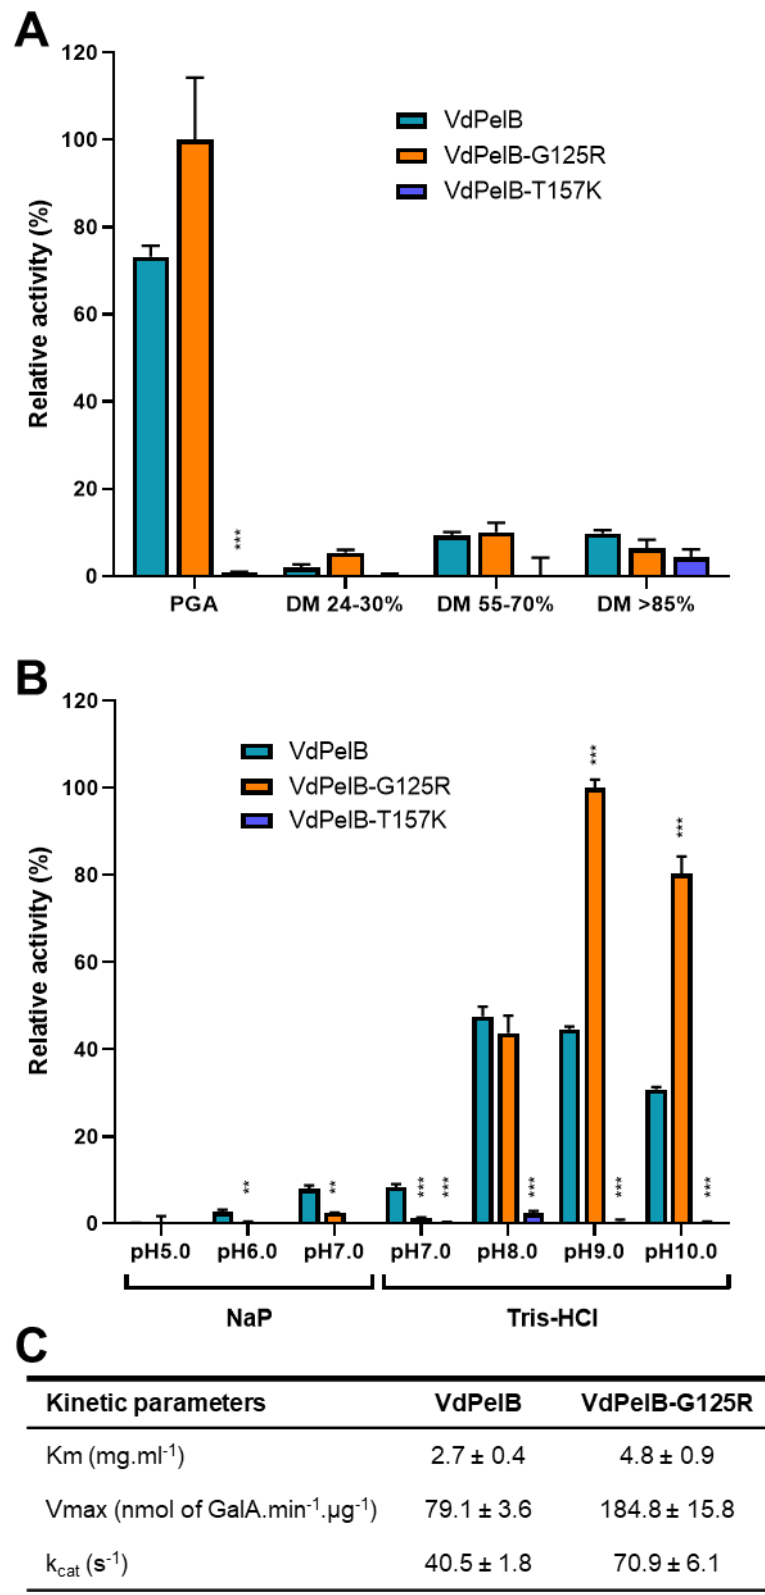 A
120
100
80
60
40
20
0
Relative activity (%)
VdPelB
VdPelB-G125R
VdPelB-T157K
***
PGA DM 24-30% DM 55-70% DM >85%
B
120
100
80
60
40
20
0
Relative activity (%)
VdPelB
VdPelB-G125R
VdPelB-T157K
** ** *** *** *** *** *** *** ***
pH5.0 pH6.0 pH7.0 pH7.0 pH8.0 pH9.0 pH10.0
NaP Tris-HCl
C
Kinetic parameters VdPelB VdPelB-G125R
Km (mg.ml⁻¹) 2.7 ± 0.4 4.8 ± 0.9
Vmax (nmol of GalA.min⁻¹.µg⁻¹) 79.1 ± 3.6 184.8 ± 15.8
kcat (s⁻¹) 40.5 ± 1.8 70.9 ± 6.1